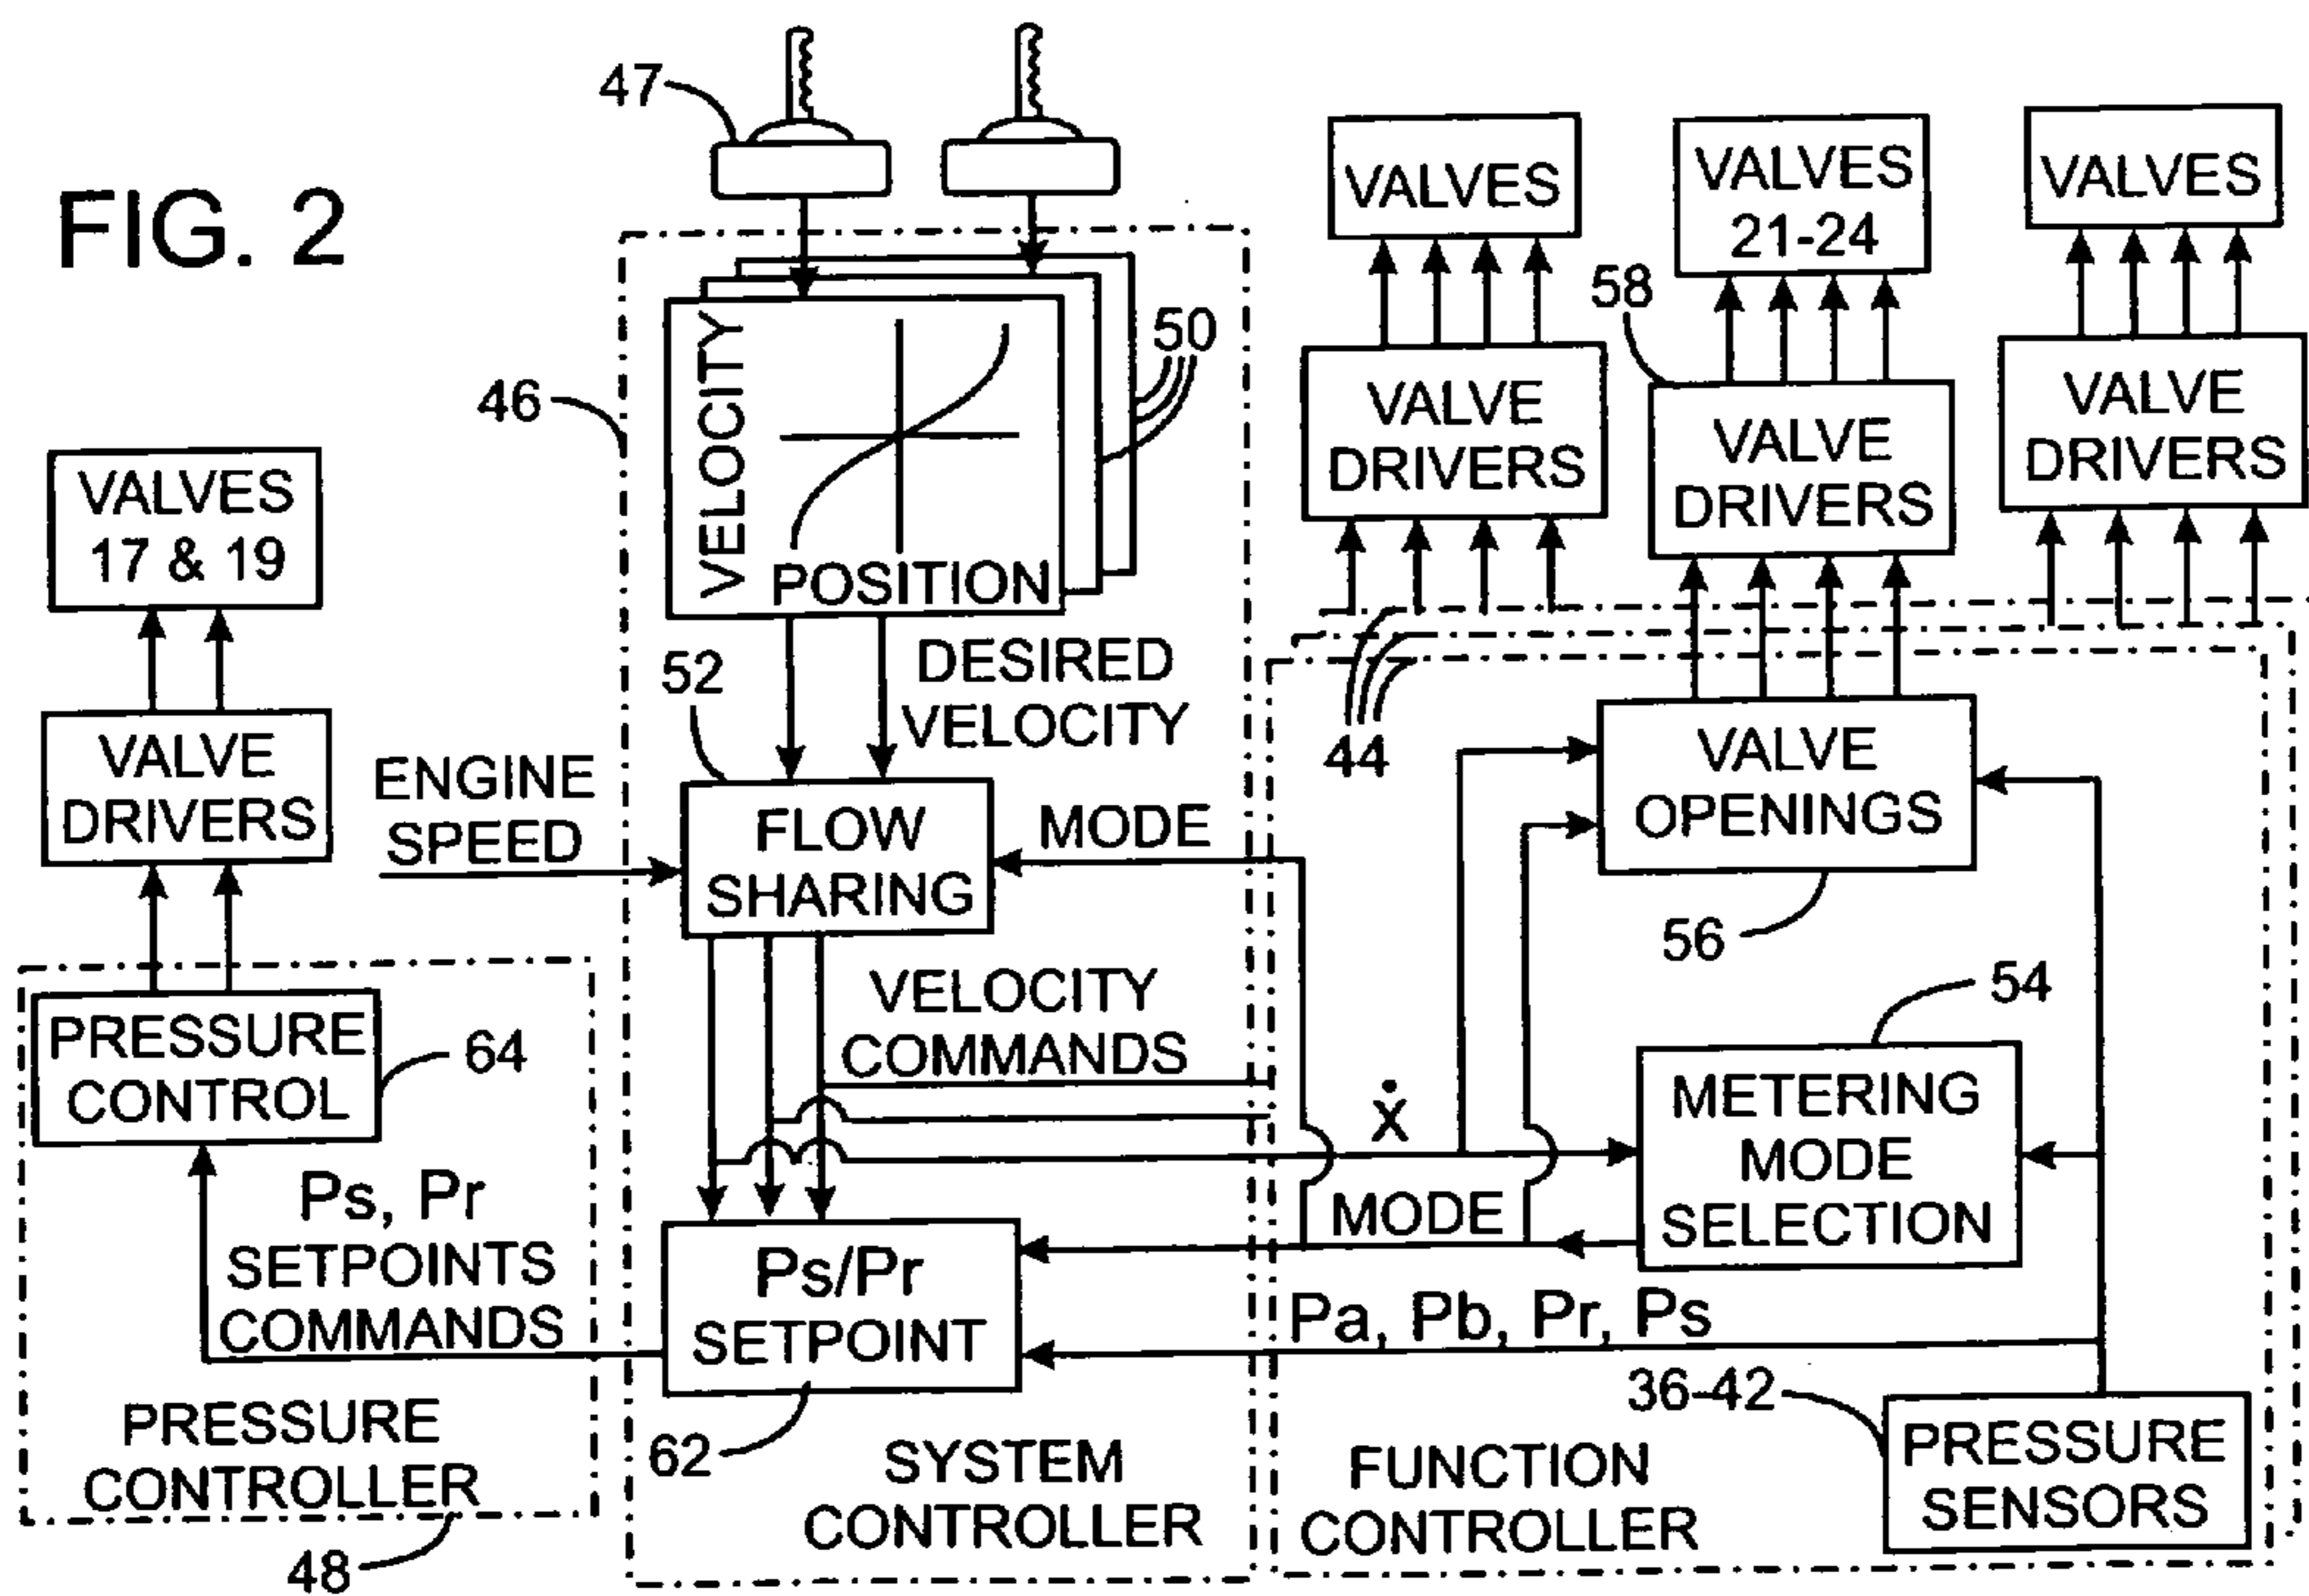 FIG. 2
47
VALVES
VALVES
21-24
VALVES
58
50
46
VELOCITY
POSITION
VALVE
DRIVERS
VALVE
DRIVERS
VALVE
DRIVERS
VALVES
17 & 19
52
DESIRED
VELOCITY
44
VALVE
DRIVERS
ENGINE
SPEED
FLOW
SHARING
MODE
VALVE
OPENINGS
56
54
VELOCITY
COMMANDS
PRESSURE
CONTROL
64
Ẋ
METERING
MODE
SELECTION
MODE
Ps, Pr
SETPOINTS
COMMANDS
Ps/Pr
SETPOINT
Pa, Pb, Pr, Ps
36-42
PRESSURE
SENSORS
62
PRESSURE
CONTROLLER
48
SYSTEM
CONTROLLER
FUNCTION
CONTROLLER